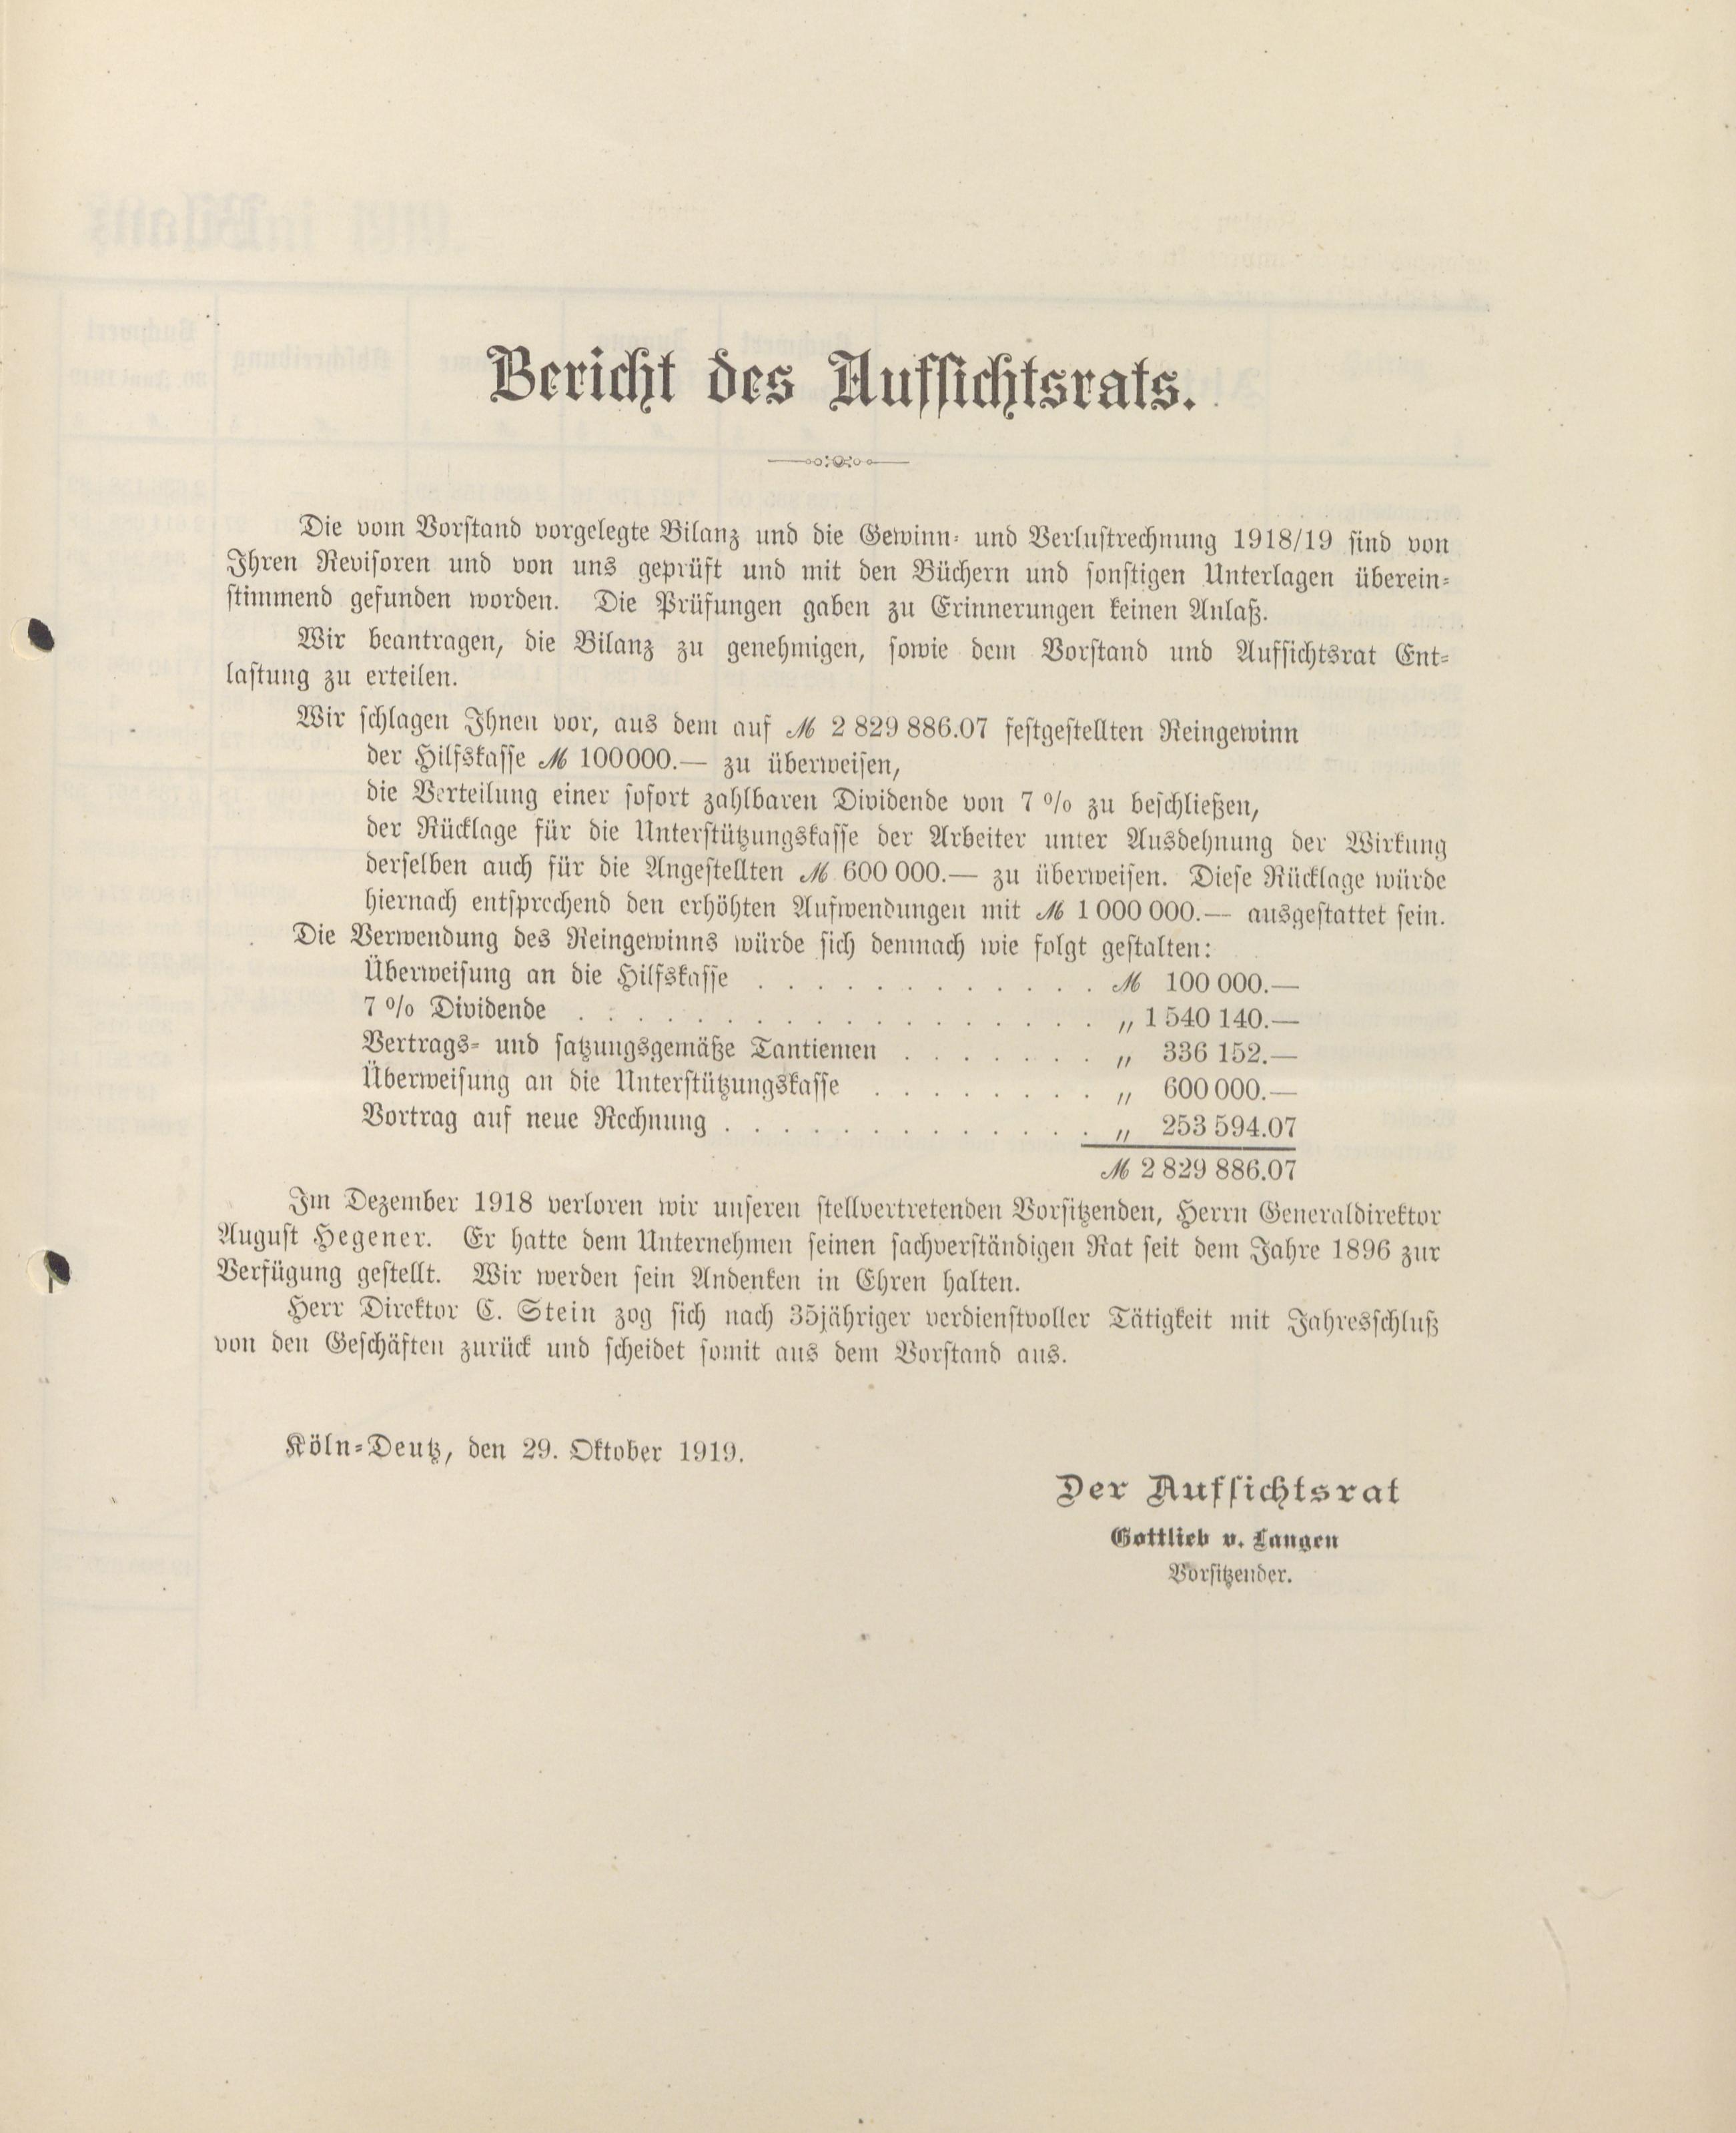 Bericht des Aufsichtsrats.
Die vom Vorstand vorgelegte Bilanz und die Gewinn- und Verlustrechnung 1918/19 sind von
Ihren Revisoren und von uns geprüft und mit den Büchern und sonstigen Unterlagen überein-
stimmend gefunden worden. Die Prüfungen gaben zu Erinnerungen keinen Anlaß.
Wir beantragen, die Bilanz zu genehmigen, sowie dem Vorstand und Aufsichtsrat Ent-
lastung zu erteilen.
Wir schlagen Ihnen vor, aus dem auf M 2 829 886.07 festgestellten Reingewinn
der Hilfskasse M 100000.— zu überweisen,
die Verteilung einer sofort zahlbaren Dividende von 7 % zu beschließen,
der Rücklage für die Unterstützungskasse der Arbeiter unter Ausdehnung der Wirkung
derselben auch für die Angestellten M 600 000.— zu überweisen. Diese Rücklage würde
hiernach entsprechend den erhöhten Aufwendungen mit M 1 000 000.— ausgestattet sein.
Die Verwendung des Reingewinns würde sich demnach wie folgt gestalten:
Überweisung an die Hilfskasse . . . . . . . . . . . . M 100 000.—
7 % Dividende . . . . . . . . . . . . . . . . . . „ 1 540 140.—
Vertrags- und satzungsgemäße Tantiemen . . . . . . . „ 336 152.—
Überweisung an die Unterstützungskasse . . . . . . . . „ 600 000.—
Vortrag auf neue Rechnung . . . . . . . . . . . . . „ 253 594.07
M 2 829 886.07
Im Dezember 1918 verloren wir unseren stellvertretenden Vorsitzenden, Herrn Generaldirektor
August Hegener. Er hatte dem Unternehmen seinen sachverständigen Rat seit dem Jahre 1896 zur
Verfügung gestellt. Wir werden sein Andenken in Ehren halten.
Herr Direktor C. Stein zog sich nach 35jähriger verdienstvoller Tätigkeit mit Jahresschluß
von den Geschäften zurück und scheidet somit aus dem Vorstand aus.
Köln-Deutz, den 29. Oktober 1919.
Der Aufsichtsrat
Gottlieb v. Langen
Vorsitzender.